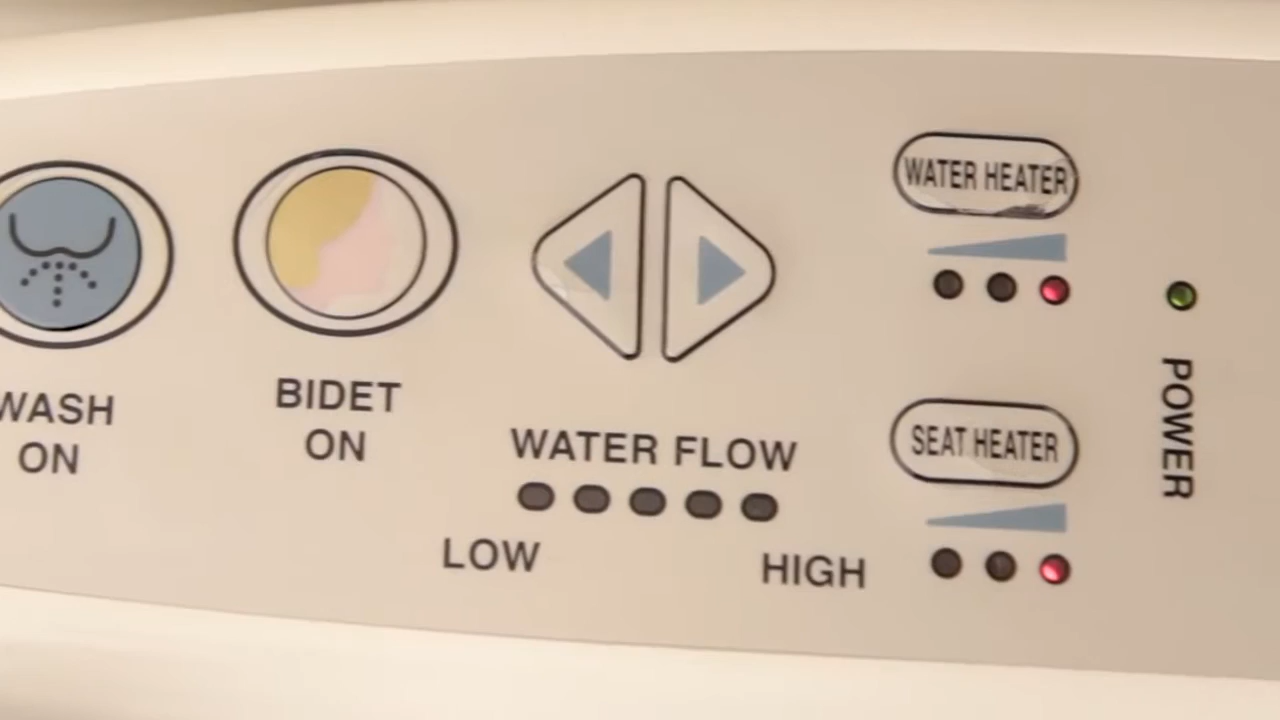 WASH
ON
BIDET
ON
WATER FLOW
LOW
HIGH
WATER HEATER
SEAT HEATER
POWER